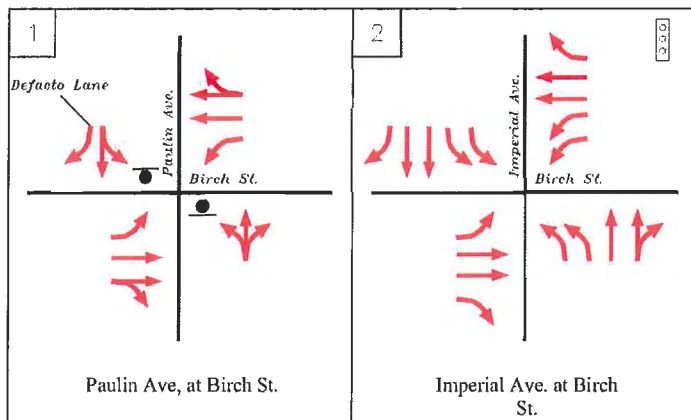 1
Defacto Lane
Paulin Ave.
Birch St.
Paulin Ave, at Birch St.
2
Imperial Ave.
Birch St.
Imperial Ave. at Birch
St.